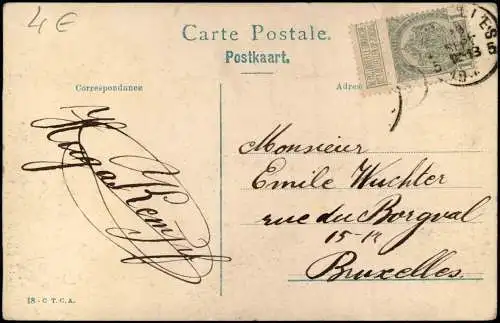 4€
Carte Postale.
Postkaart.
Correspondance
Adres
Monsieur
Emile Wuchter
rue du Borgval
15-17
Bruxelles.
18 - C T. C. A.